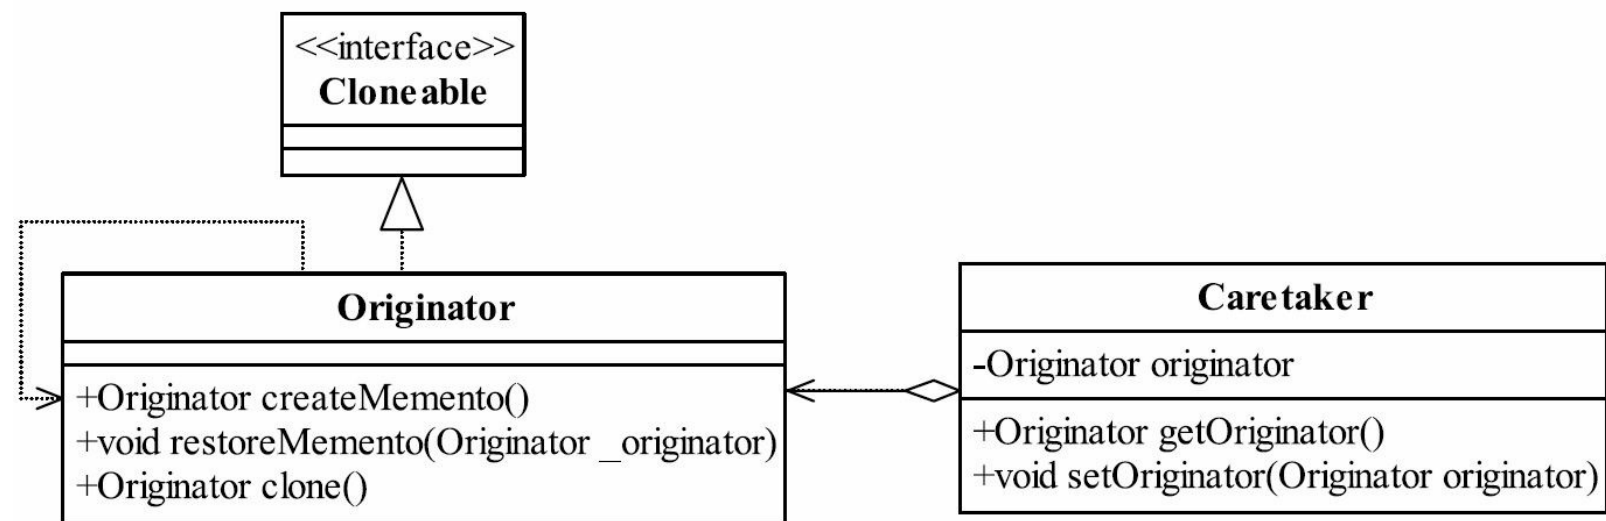 <<interface>>
Cloneable
Originator
+Originator createMemento()
+void restoreMemento(Originator _originator)
+Originator clone()
Caretaker
-Originator originator
+Originator getOriginator()
+void setOriginator(Originator originator)